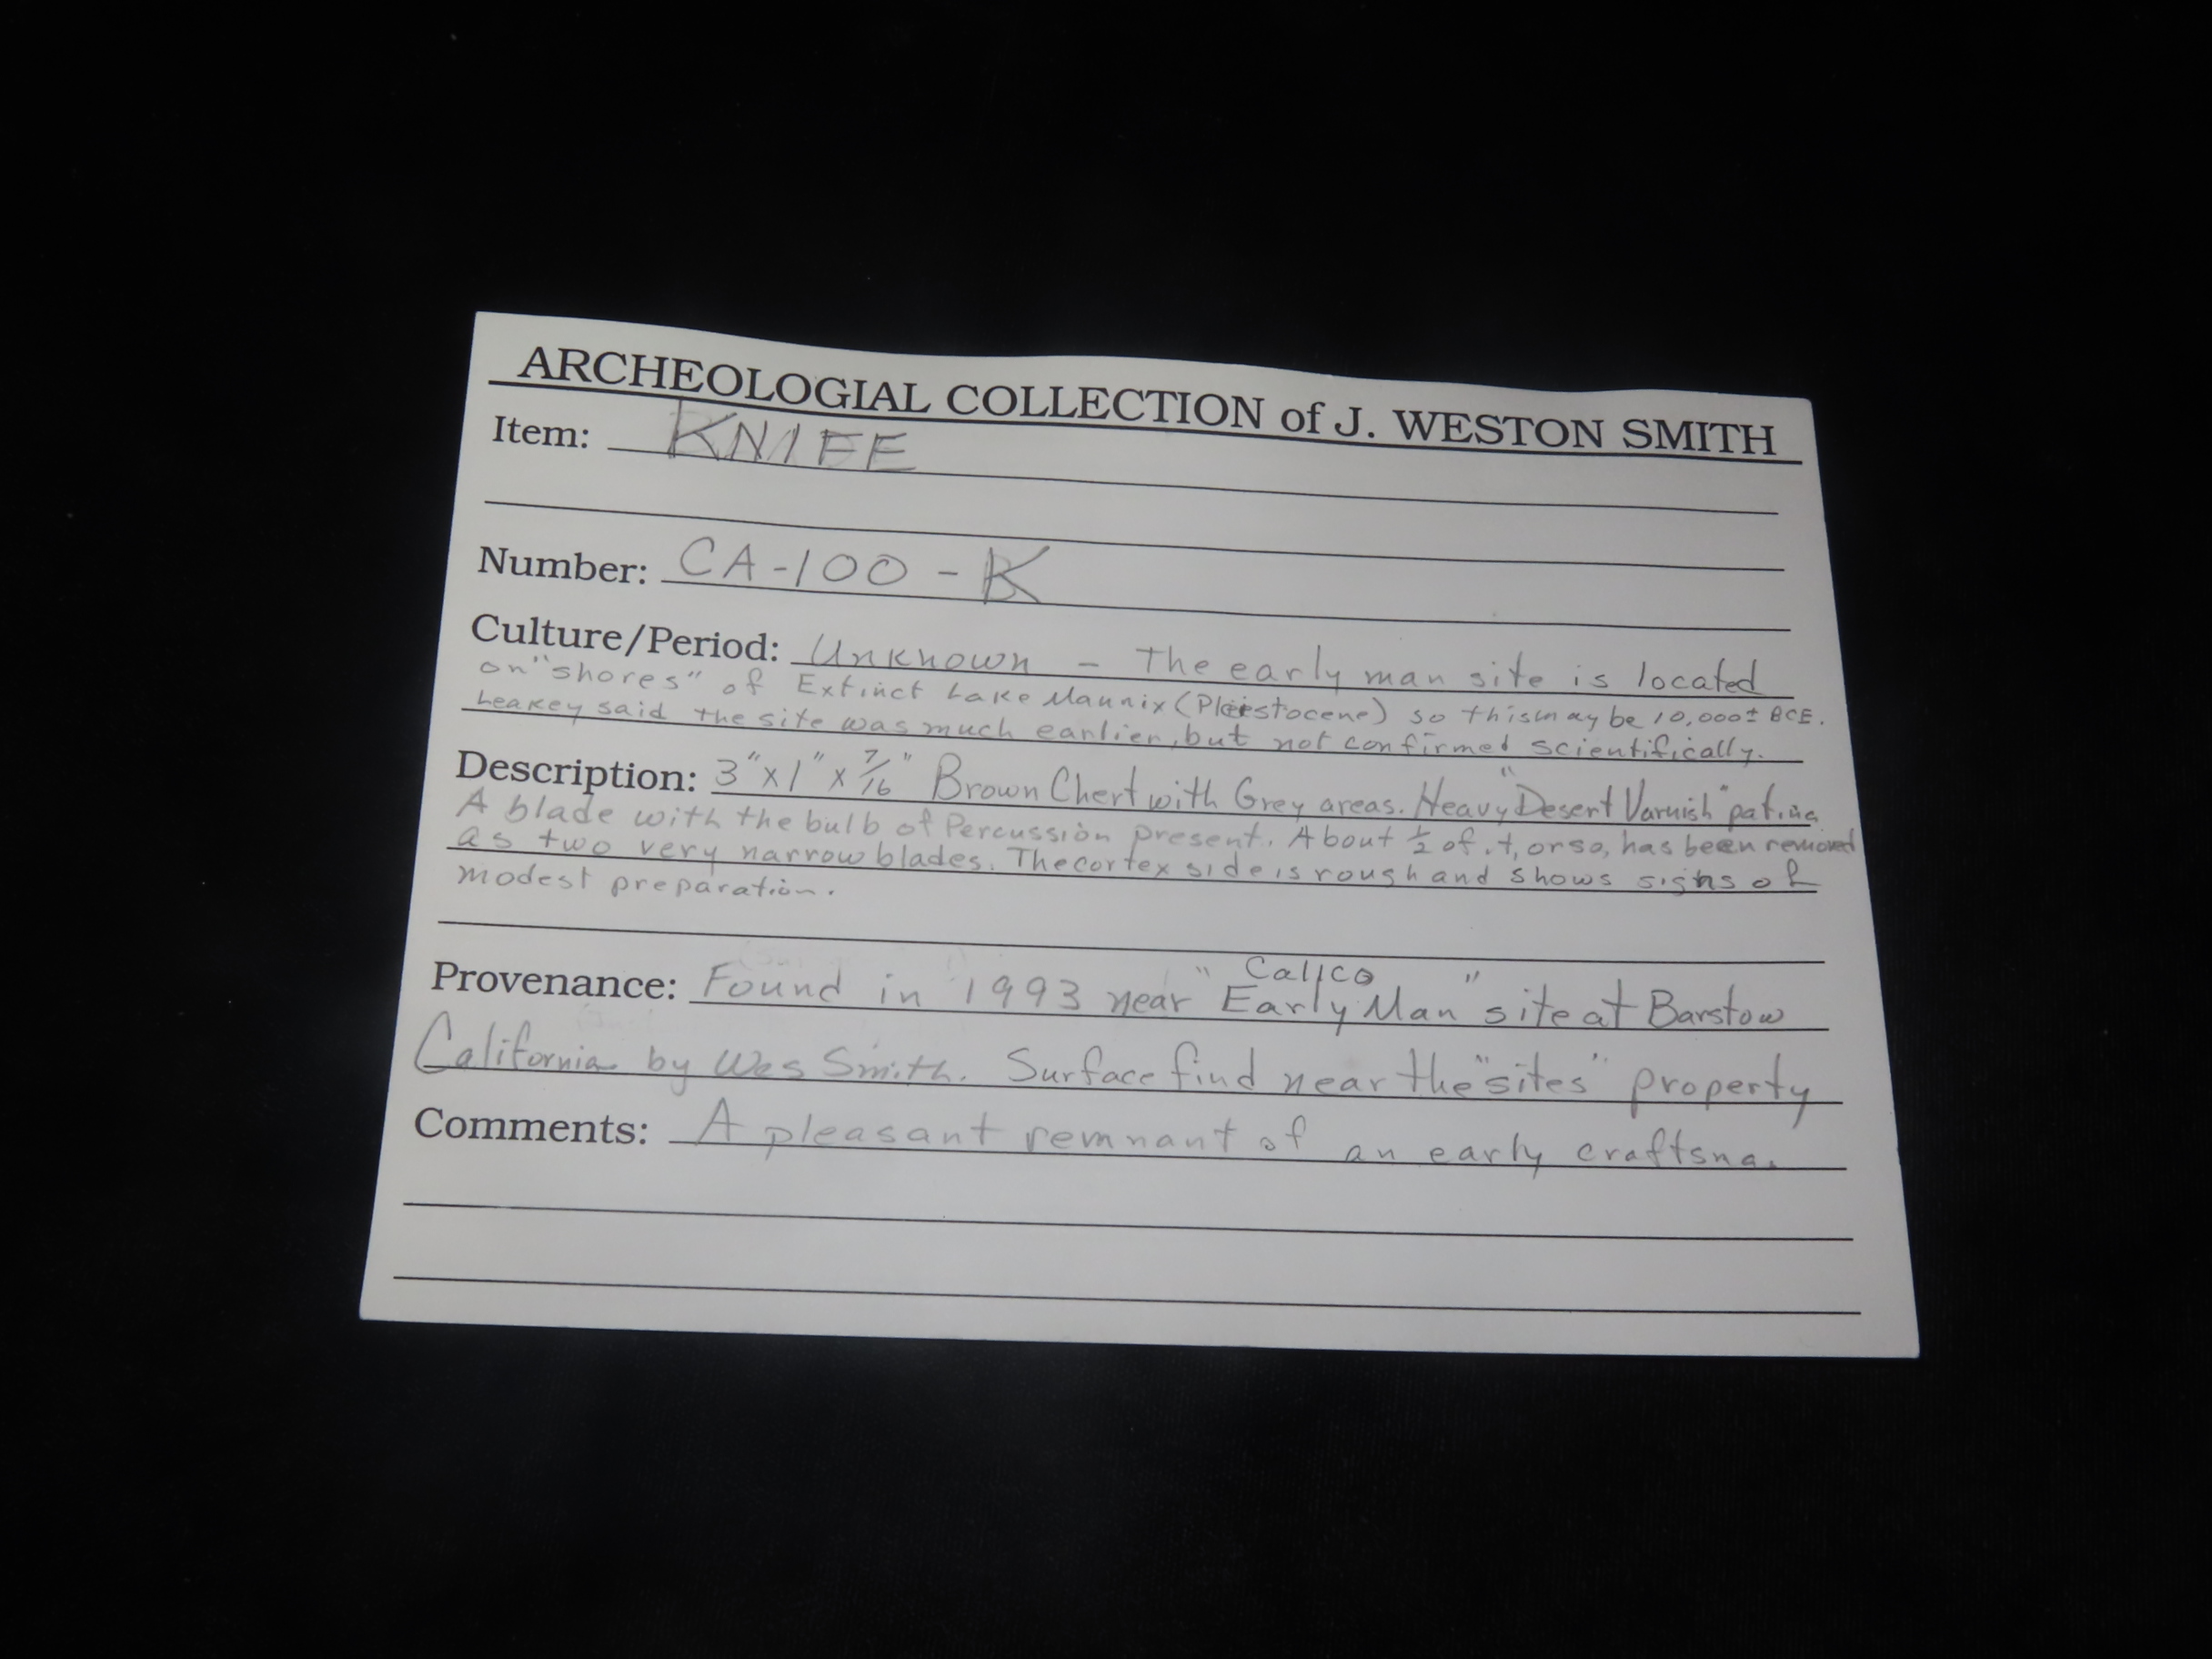 ARCHEOLOGIAL COLLECTION of J. WESTON SMITH
Item: KNIFE
Number: CA-100-K
Culture/Period: Unknown - The early man site is located
on "shores" of Extinct Lake Mannix (Pleistocene) so this may be 10,000± BCE.
Leakey said the site was much earlier, but not confirmed scientifically.
Description: 3" x 1" x 7/16" Brown Chert with Grey areas. Heavy "Desert Varnish" patina
A blade with the bulb of Percussion present. About 1/2 of it, or so, has been removed
as two very narrow blades. The cortex side is rough and shows signs of
modest preparation.
Provenance: Found in 1993 near "Calico
Early Man" site at Barstow
California by Wes Smith. Surface find near the "sites" property
Comments: A pleasant remnant of an early craftsna.